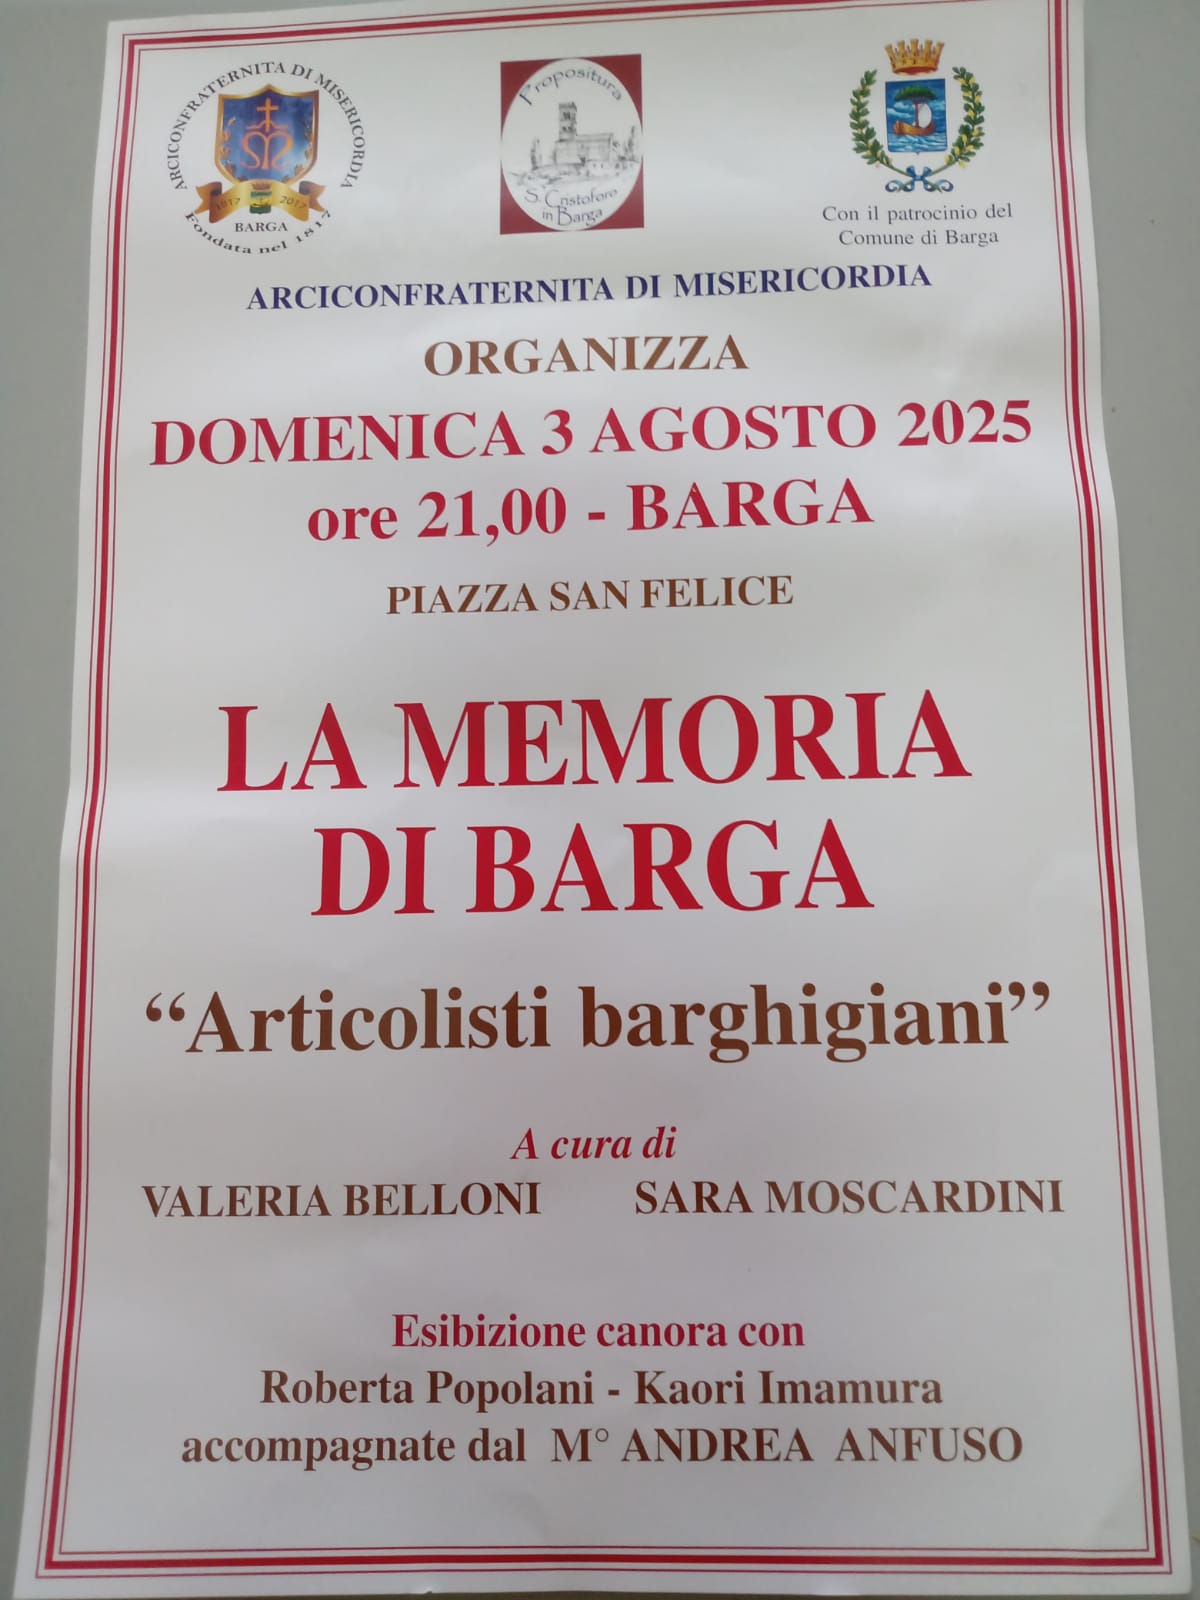 ARCICONFRATERNITA DI MISERICORDIA
1817 2017
BARGA
Fondata nel 1817
Propositura
S. Cristoforo
in Barga
Con il patrocinio del
Comune di Barga
ARCICONFRATERNITA DI MISERICORDIA
ORGANIZZA
DOMENICA 3 AGOSTO 2025
ore 21,00 - BARGA
PIAZZA SAN FELICE
LA MEMORIA
DI BARGA
“Articolisti barghigiani”
A cura di
VALERIA BELLONI SARA MOSCARDINI
Esibizione canora con
Roberta Popolani - Kaori Imamura
accompagnate dal M° ANDREA ANFUSO